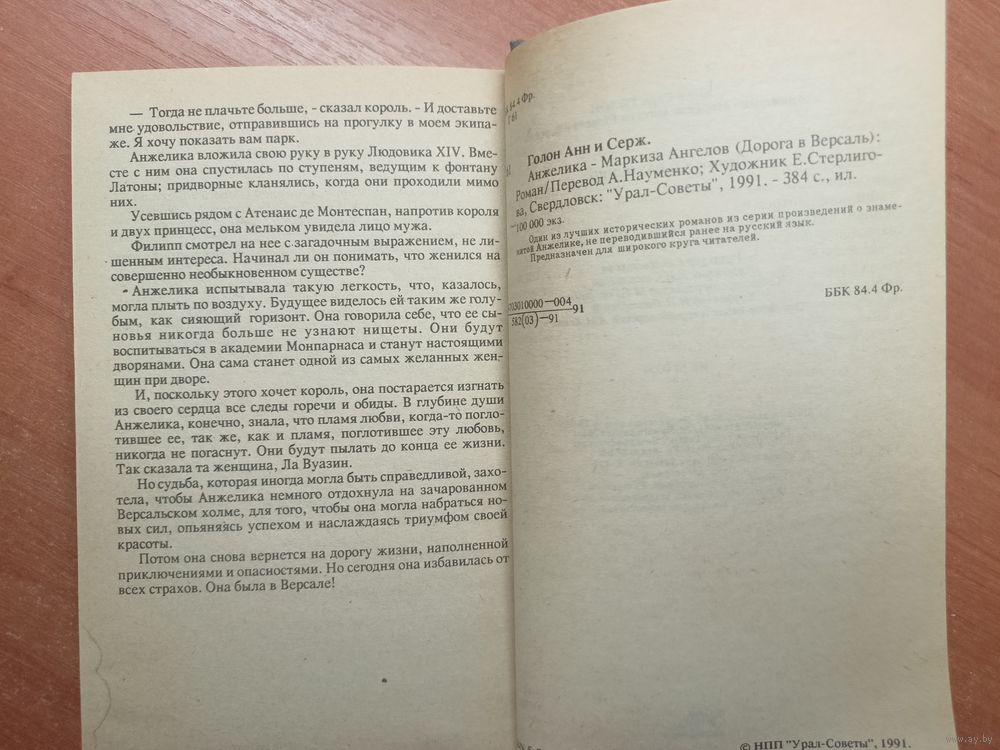 — Тогда не плачьте больше, - сказал король. - И доставьте
мне удовольствие, отправившись на прогулку в моем экипа-
же. Я хочу показать вам парк.
Анжелика вложила свою руку в руку Людовика XIV. Вме-
сте с ним она спустилась по ступеням, ведущим к фонтану
Латоны; придворные кланялись, когда они проходили мимо
них.
Усевшись рядом с Атенаис де Монтеспан, напротив короля
и двух принцесс, она мельком увидела лицо мужа.
Филипп смотрел на нее с загадочным выражением, не ли-
шенным интереса. Начинал ли он понимать, что женился на
совершенно необыкновенном существе?
Анжелика испытывала такую легкость, что, казалось,
могла плыть по воздуху. Будущее виделось ей таким же голу-
бым, как сияющий горизонт. Она говорила себе, что ее сы-
новья никогда больше не узнают нищеты. Они будут
воспитываться в академии Монпарнаса и станут настоящими
дворянами. Она сама станет одной из самых желанных жен-
щин при дворе.
И, поскольку этого хочет король, она постарается изгнать
из своего сердца все следы горечи и обиды. В глубине души
Анжелика, конечно, знала, что пламя любви, когда-то погло-
тившее ее, так же, как и пламя, поглотившее эту любовь,
никогда не погаснут. Они будут пылать до конца ее жизни.
Так сказала та женщина, Ла Вуазин.
Но судьба, которая иногда могла быть справедливой, захо-
тела, чтобы Анжелика немного отдохнула на зачарованном
Версальском холме, для того, чтобы она могла набраться но-
вых сил, опьяняясь успехом и наслаждаясь триумфом своей
красоты.
Потом она снова вернется на дорогу жизни, наполненной
приключениями и опасностями. Но сегодня она избавилась от
всех страхов. Она была в Версале!
84.4 Фр.
Г 61
Голон Анн и Серж.
Анжелика - Маркиза Ангелов (Дорога в Версаль):
Роман/Перевод А.Науменко; Художник Е.Стерлиго-
ва, Свердловск: "Урал-Советы", 1991. - 384 с., ил.
—100 000 экз.
Один из лучших исторических романов из серии произведений о знаме-
нитой Анжелике, не переводившийся ранее на русский язык.
Предназначен для широкого круга читателей.
4703010000—004
582(03)—91
91
ББК 84.4 Фр.
© НПП "Урал-Советы", 1991.
www.ay.by